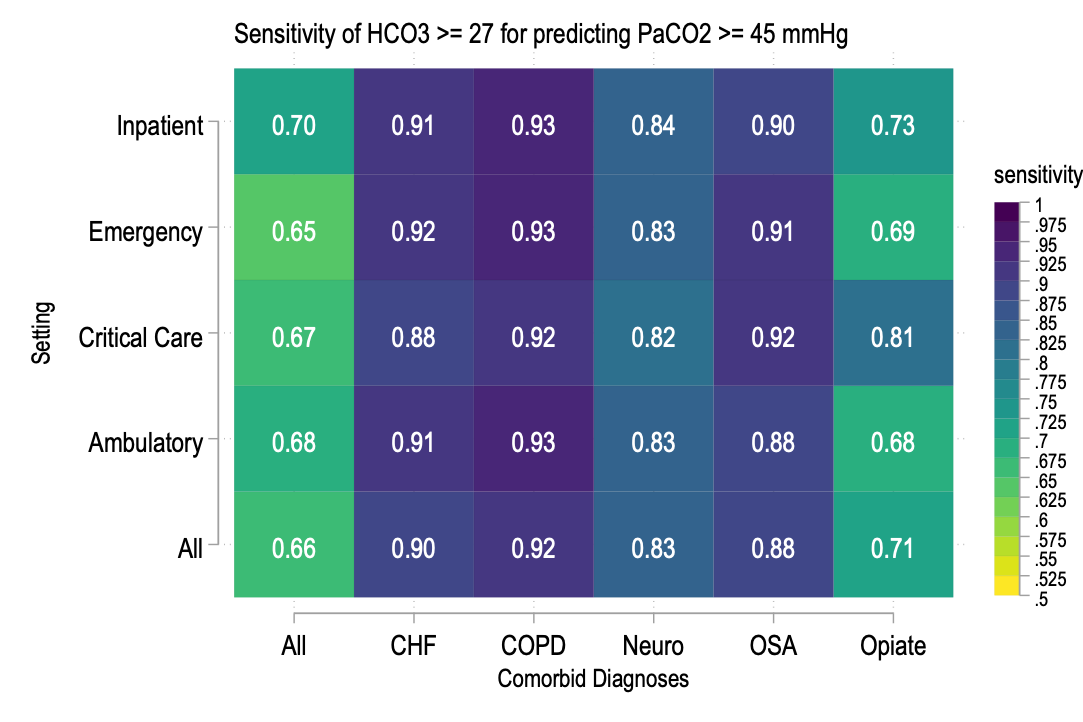 Sensitivity of HCO3 >= 27 for predicting PaCO2 >= 45 mmHg
Setting
Inpatient 0.70 0.91 0.93 0.84 0.90 0.73
Emergency 0.65 0.92 0.93 0.83 0.91 0.69
Critical Care 0.67 0.88 0.92 0.82 0.92 0.81
Ambulatory 0.68 0.91 0.93 0.83 0.88 0.68
All 0.66 0.90 0.92 0.83 0.88 0.71
All CHF COPD Neuro OSA Opiate
Comorbid Diagnoses
sensitivity
1
.975
.95
.925
.9
.875
.85
.825
.8
.775
.75
.725
.7
.675
.65
.625
.6
.575
.55
.525
.5